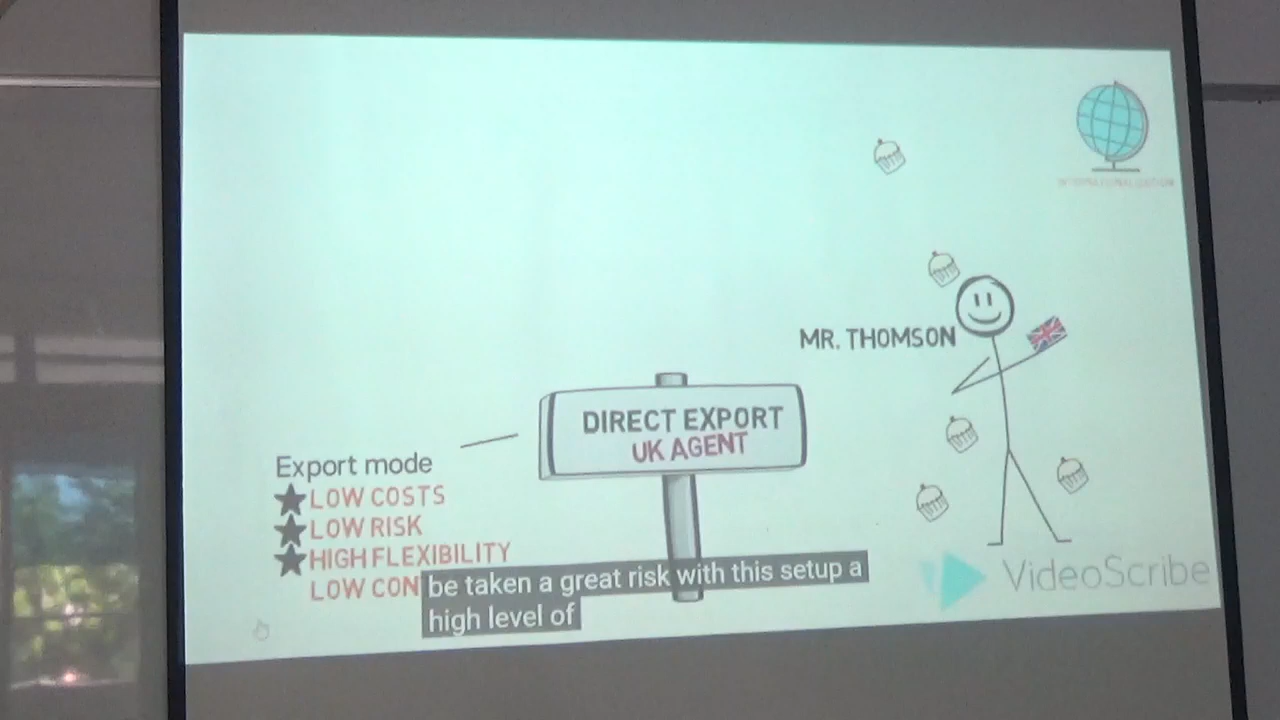 INTERNATIONALIZATION
MR. THOMSON
DIRECT EXPORT
UK AGENT
Export mode
LOW COSTS
LOW RISK
HIGH FLEXIBILITY
LOW CON
be taken a great risk with this setup a
high level of
VideoScribe